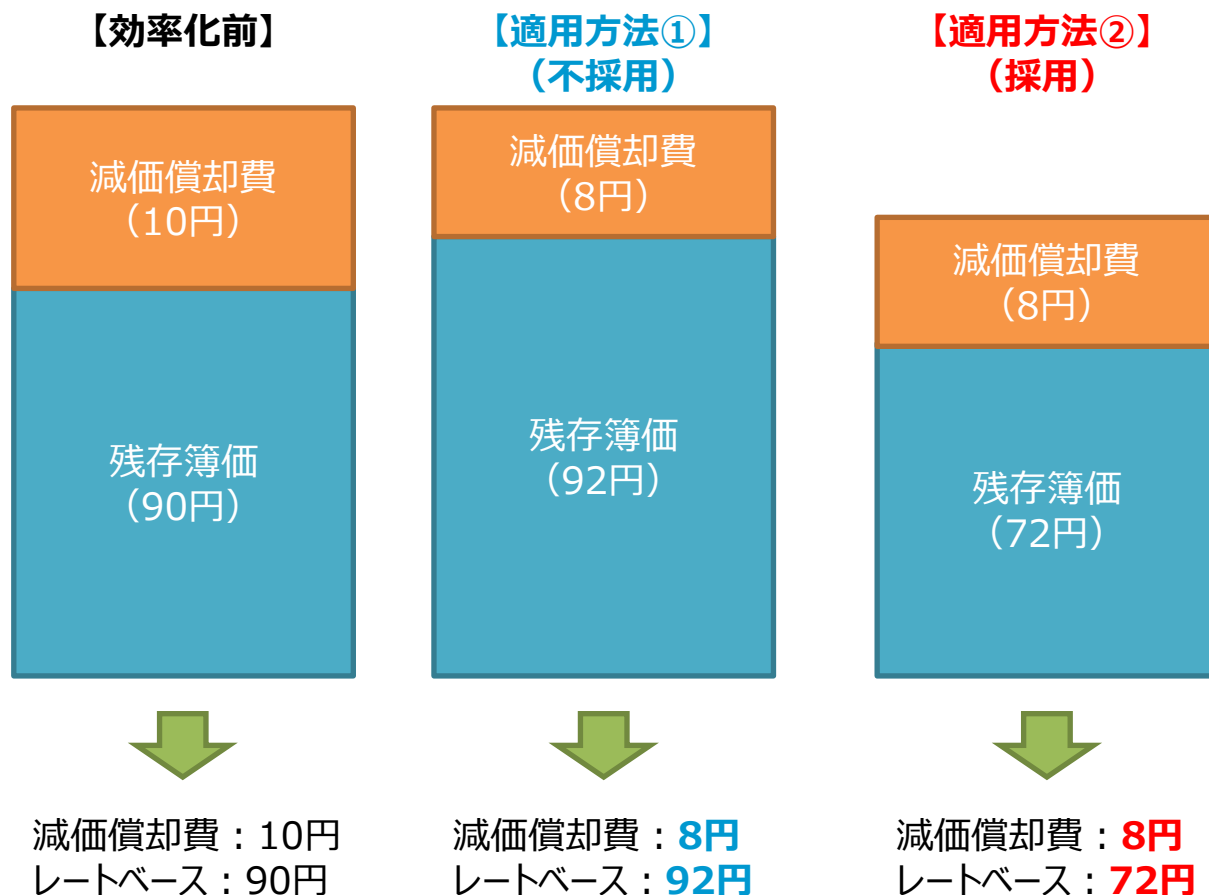 【効率化前】
減価償却費
（10円）
残存簿価
（90円）
減価償却費：10円
レートベース：90円
【適用方法①】
（不採用）
減価償却費
（8円）
残存簿価
（92円）
減価償却費：8円
レートベース：92円
【適用方法②】
（採用）
減価償却費
（8円）
残存簿価
（72円）
減価償却費：8円
レートベース：72円